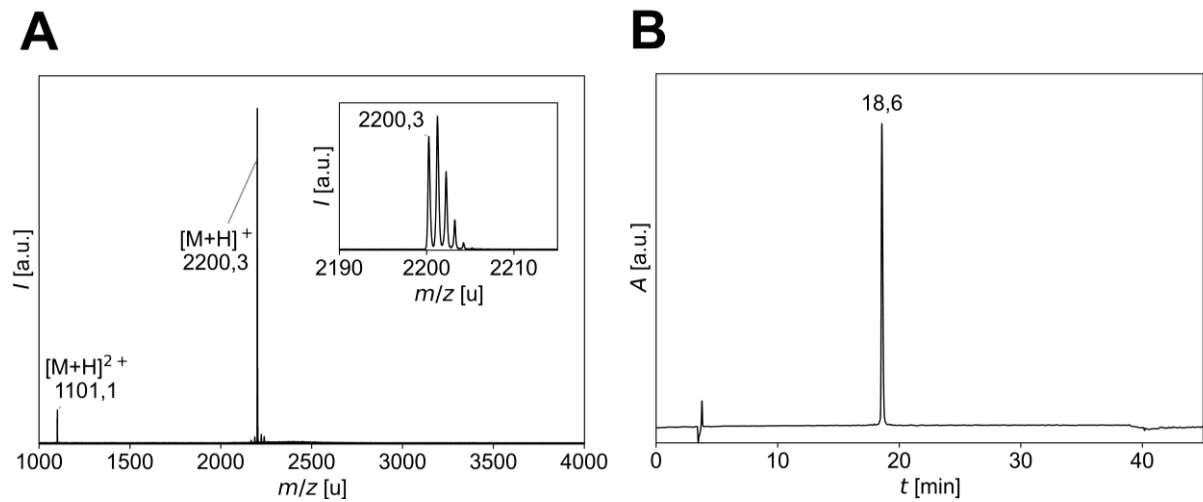 A
I [a.u.]
[M+H]2+
1101,1
[M+H]+
2200,3
1000 2000 2500 3000 3500 4000
m/z [u]
I [a.u.]
2200,3
2190 2200 2210
m/z [u]
B
A [a.u.]
18,6
0 10 20 30 40
t [min]